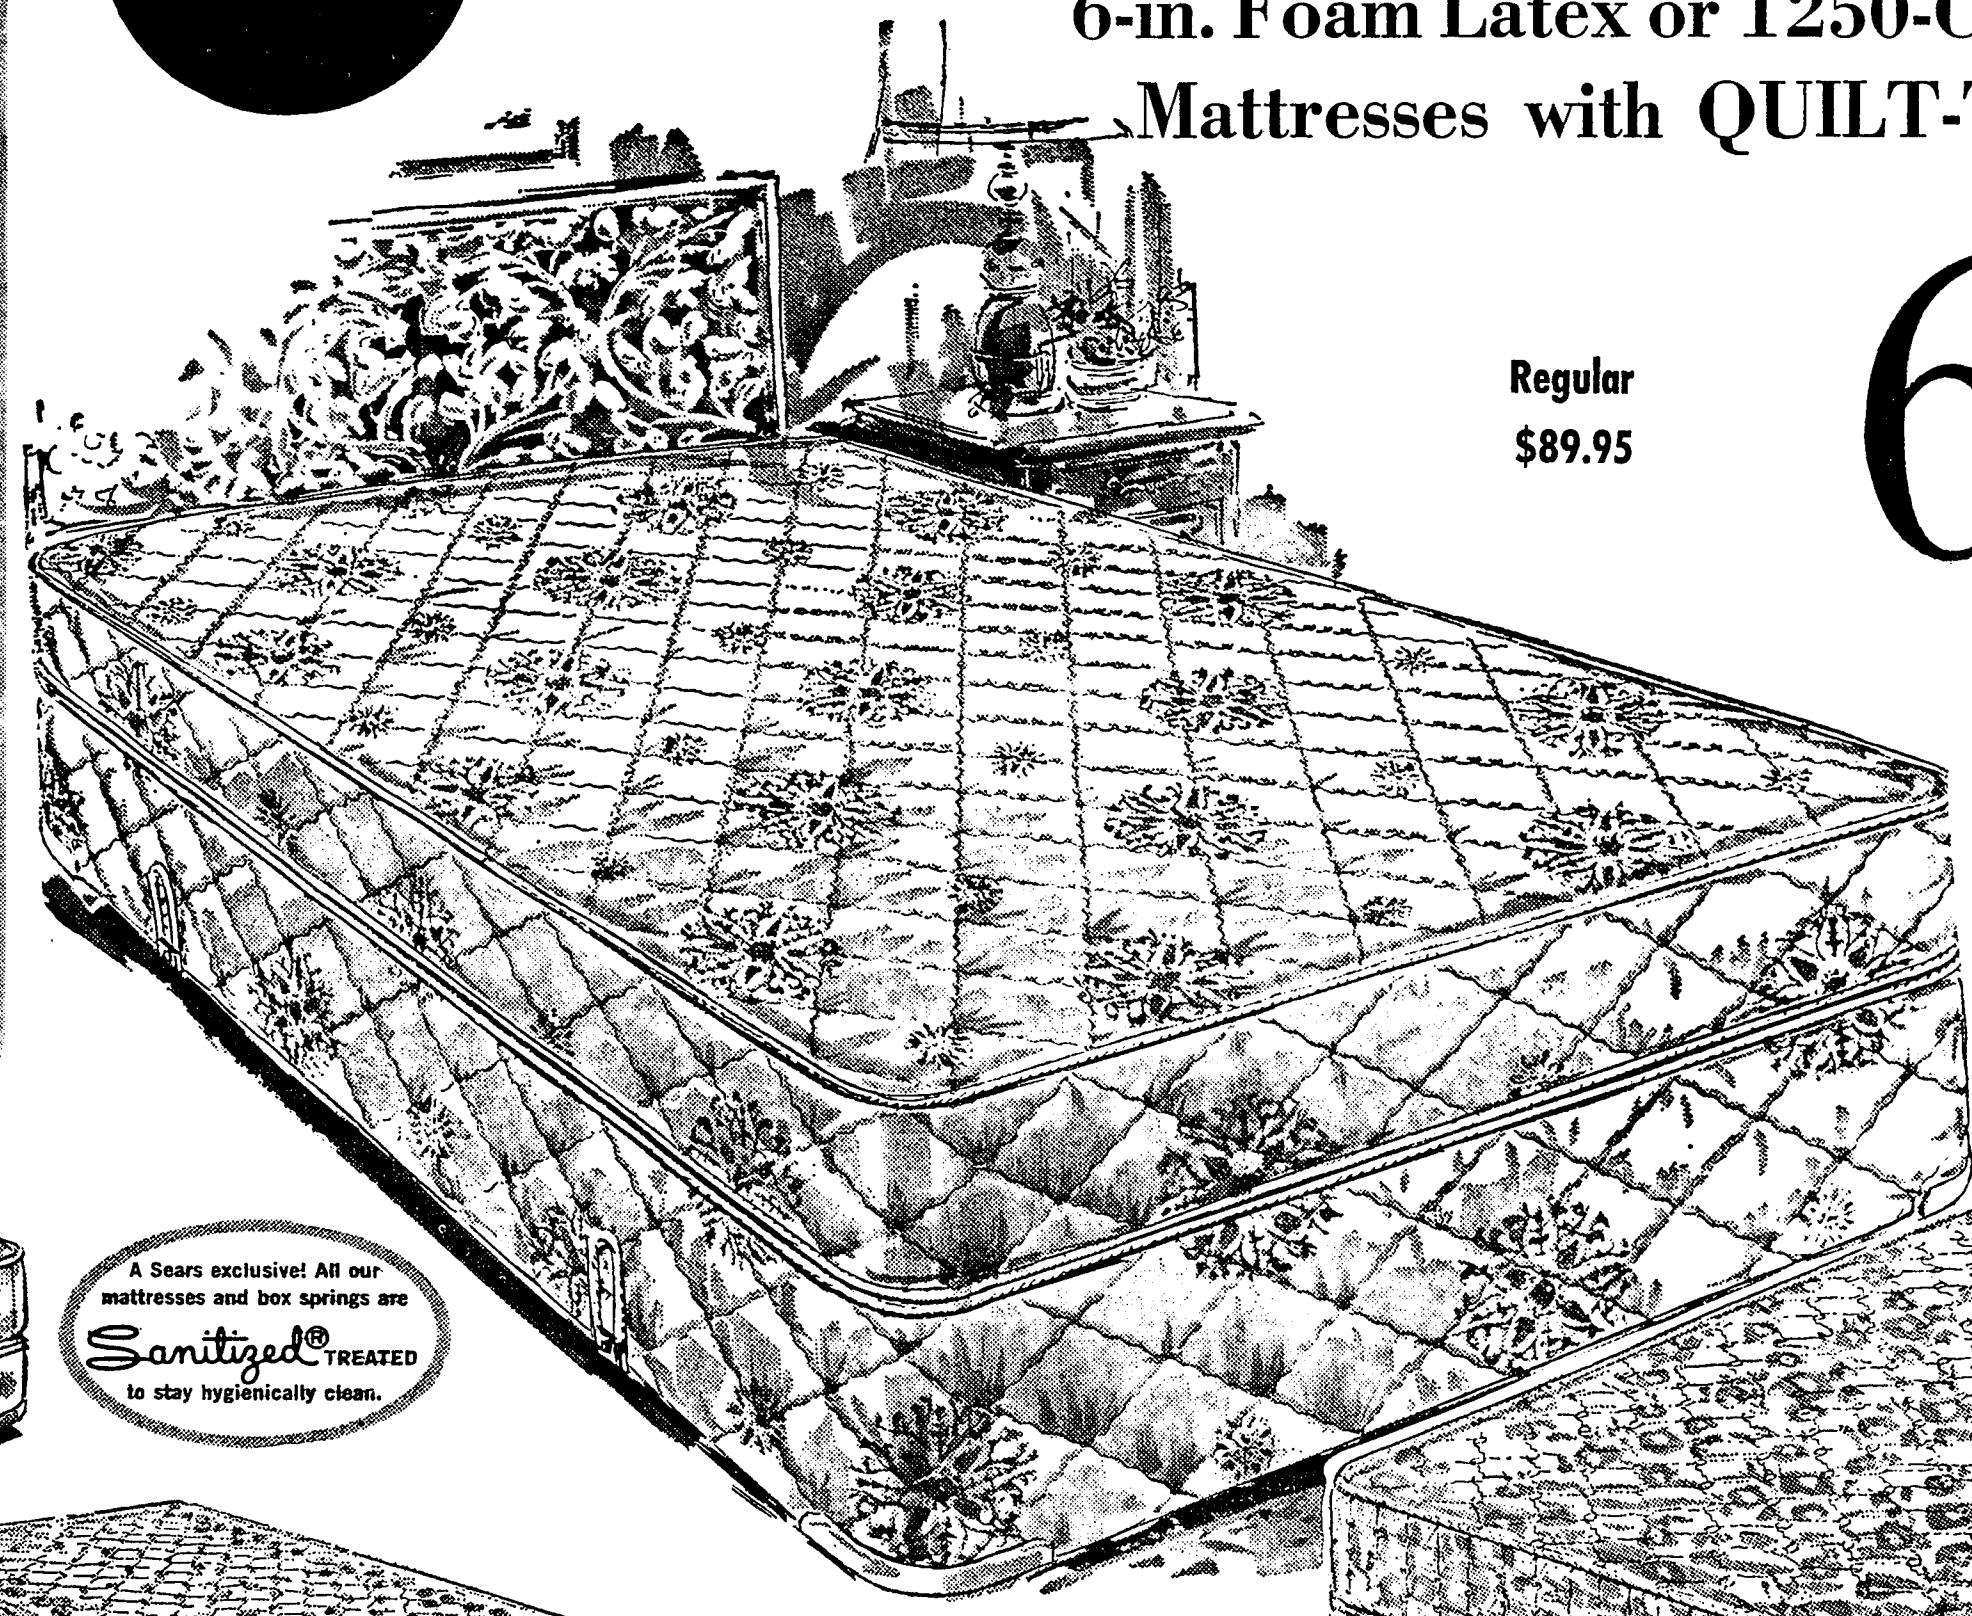 6-in. Foam Latex or 1250-
Mattresses with QUILT-
Regular
$89.95
6
A Sears exclusive! All our
mattresses and box springs are
Sanitized® TREATED
to stay hygienically clean.